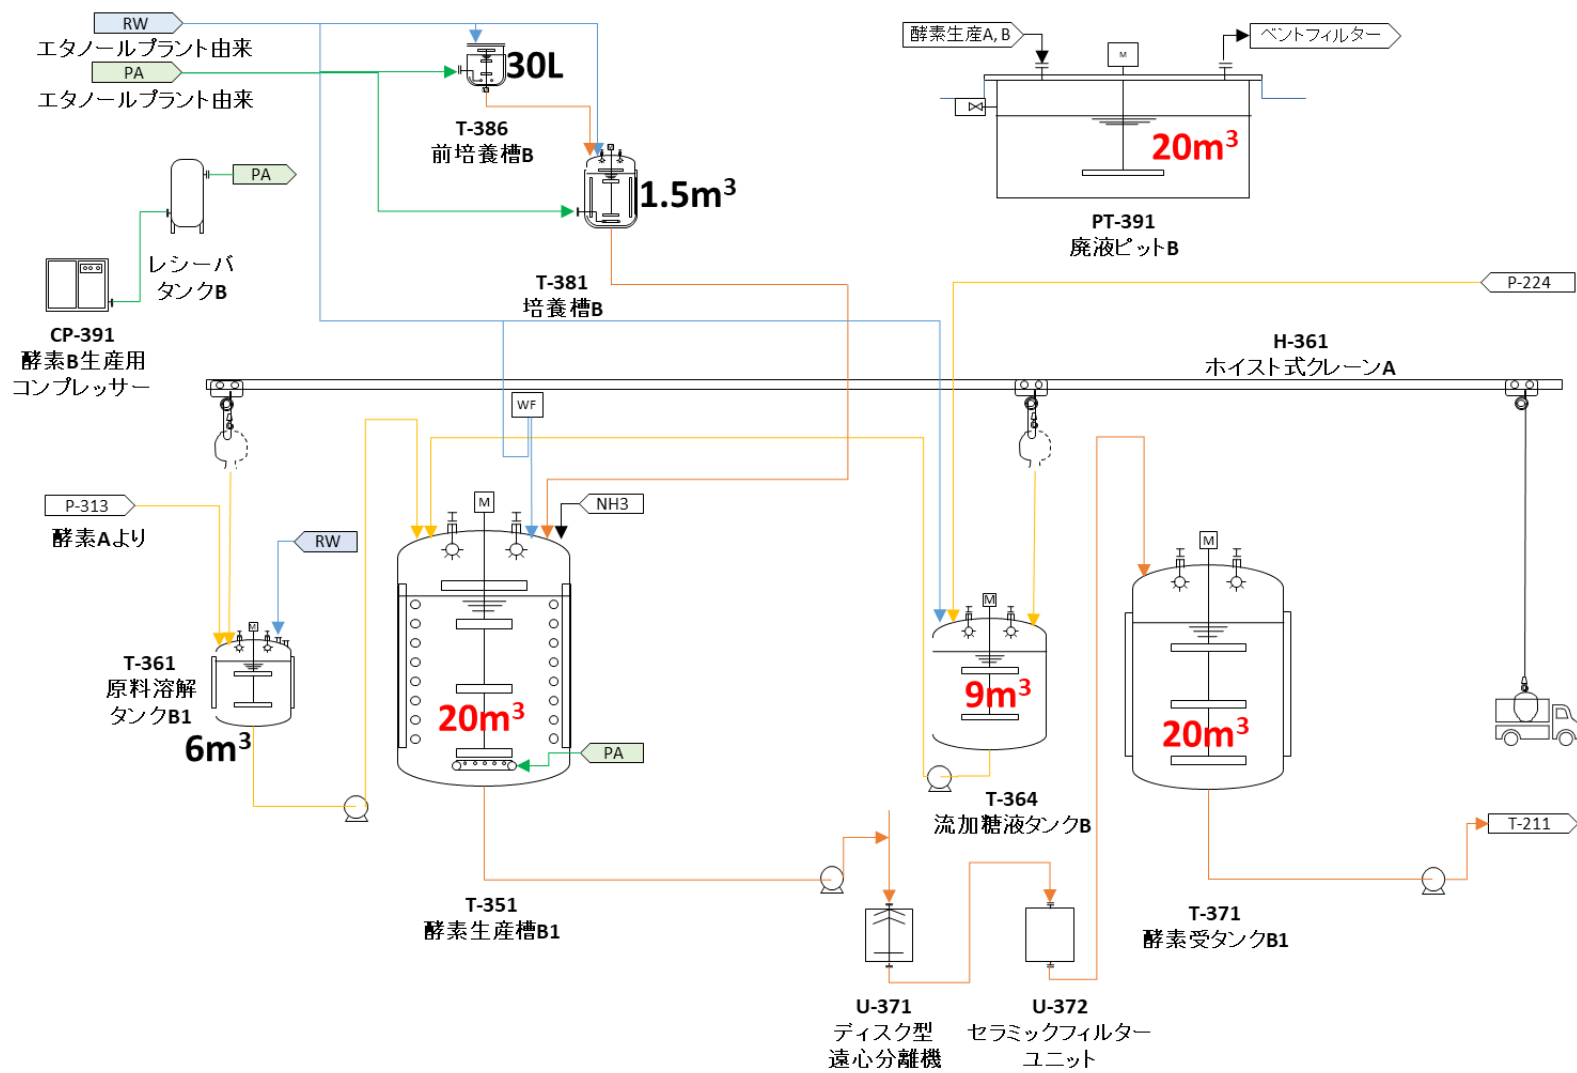 RW
エタノールプラント由来
PA
エタノールプラント由来
30L
T-386
前培養槽B
酵素生産A, B
M
ベントフィルター
20m³
PT-391
廃液ピットB
PA
レシーバ
タンクB
CP-391
酵素B生産用
コンプレッサー
1.5m³
T-381
培養槽B
P-224
H-361
ホイスト式クレーンA
WF
P-313
酵素Aより
RW
M
NH3
M
M
M
T-361
原料溶解
タンクB1
6m³
20m³
PA
9m³
20m³
T-364
流加糖液タンクB
T-211
T-351
酵素生産槽B1
T-371
酵素受タンクB1
U-371
ディスク型
遠心分離機
U-372
セラミックフィルター
ユニット